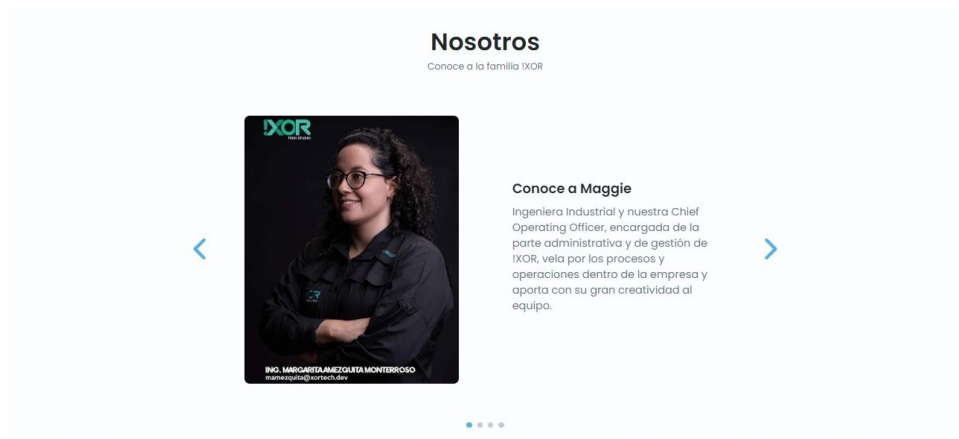 Nosotros
Conoce a la familia !XOR
!XOR
TECH STUDIO
Conoce a Maggie
Ingeniera Industrial y nuestra Chief
Operating Officer, encargada de la
parte administrativa y de gestión de
!XOR, vela por los procesos y
operaciones dentro de la empresa y
aporta con su gran creatividad al
equipo.
ING. MARGARITA AMEZQUITA MONTERROSO
mamezquita@xortech.dev